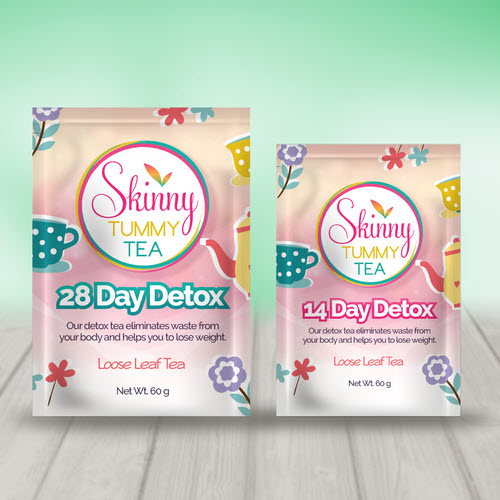 Skinny
TUMMY
TEA
28 Day Detox
Our detox tea eliminates waste from
your body and helps you to lose weight.
Loose Leaf Tea
Net Wt. 60 g
Skinny
TUMMY
TEA
14 Day Detox
Our detox tea eliminates waste from
your body and helps you to lose weight.
Loose Leaf Tea
Net Wt. 60 g